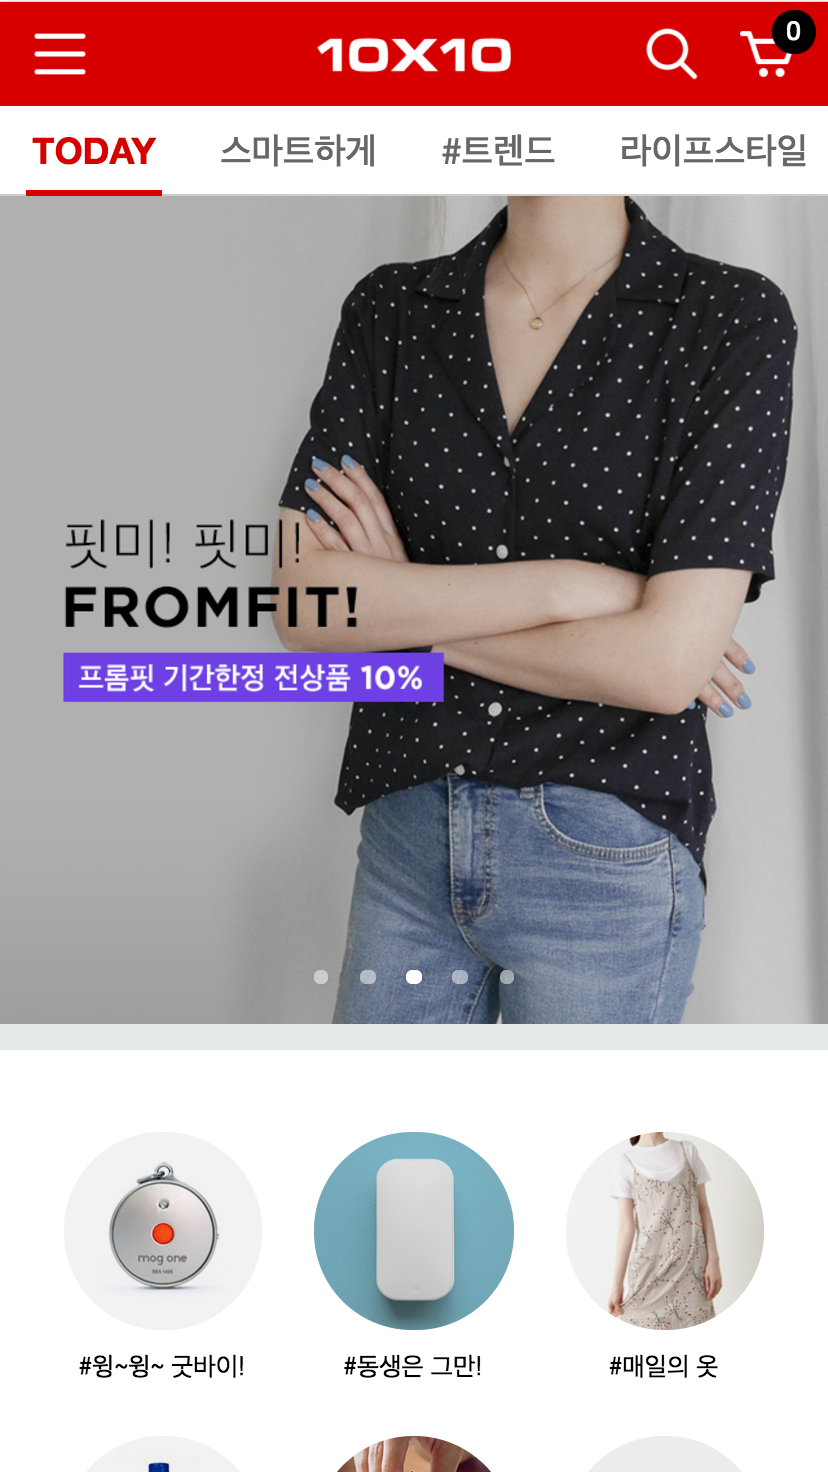 10X10
0
TODAY
스마트하게
#트렌드
라이프스타일
핏미! 핏미!
FROMFIT!
프롬핏 기간한정 전상품 10%
mog one
#윙~윙~ 굿바이!
#동생은 그만!
#매일의 옷